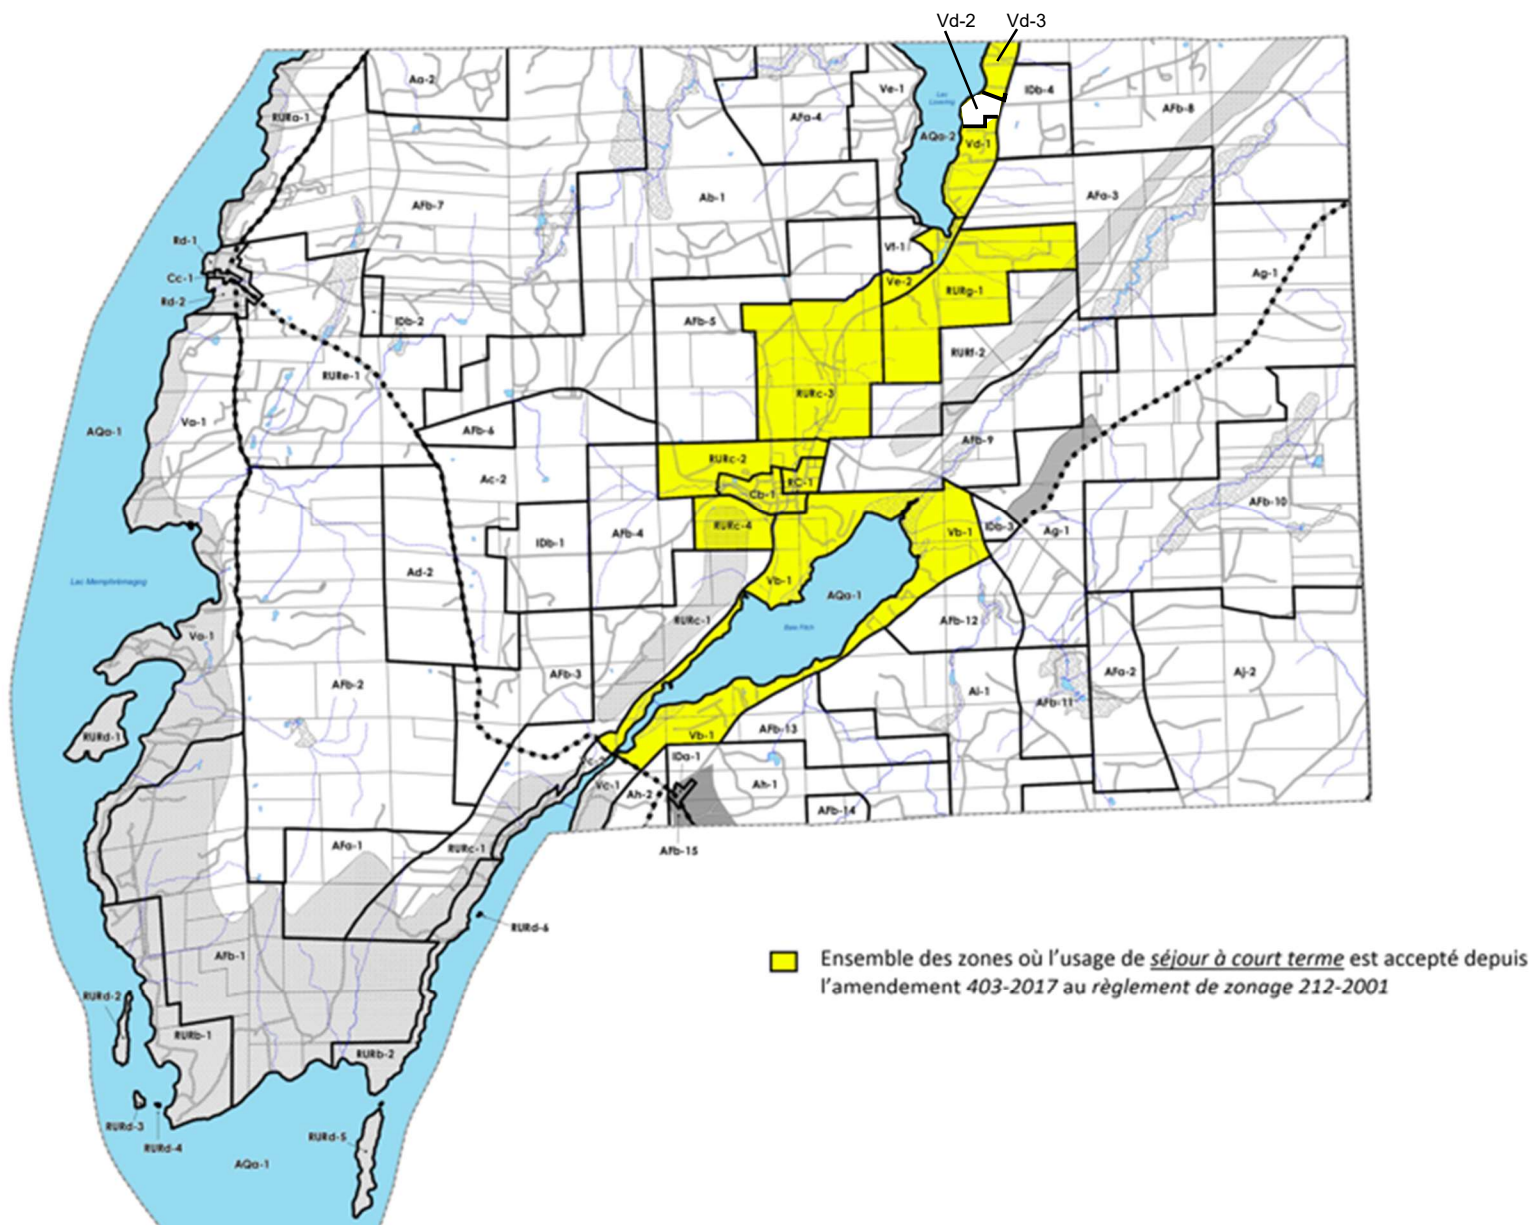 Vd-2
Vd-3
Aa-2
RURa-1
Ve-1
Lac
Lovering
IDb-4
AFb-8
AFa-4
AQa-2
Vd-1
AFb-7
Ab-1
AFa-3
Rd-1
Vf-1
Cc-1
Ve-2
RURg-1
Ag-1
Rd-2
IDb-2
AFb-5
RURf-2
RURe-1
RURc-3
AQa-1
Va-1
AFb-6
AFb-9
RURc-2
Ac-2
RC-1
Cb-1
AFb-10
RURc-4
AFb-4
Vb-1
IDb-3
Ag-1
IDb-1
Ad-2
Lac Memphrémagog
Vb-1
AQa-1
RURc-1
Baie Fitch
AFb-12
Va-1
AFb-3
AFa-2
Aj-2
AFb-2
Ai-1
AFb-11
RURd-1
Vb-1
AFb-13
IDa-1
Vc-1
Ah-2
Ah-1
AFb-14
AFa-1
RURc-1
AFb-15
RURd-6
AFb-1
Ensemble des zones où l'usage de séjour à court terme est accepté depuis
l'amendement 403-2017 au règlement de zonage 212-2001
RURd-2
RURb-1
RURb-2
RURd-3
RURd-4
RURd-5
AQa-1